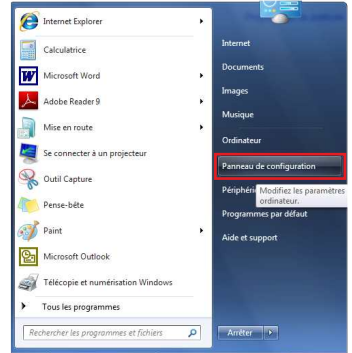 Internet Explorer
Calculatrice
Microsoft Word
Adobe Reader 9
Mise en route
Se connecter à un projecteur
Outil Capture
Pense-bête
Paint
Microsoft Outlook
Télécopie et numérisation Windows
Tous les programmes
Rechercher les programmes et fichiers
Internet
Documents
Images
Musique
Ordinateur
Panneau de configuration
Modifiez les paramètres
ordinateur.
Programmes par défaut
Aide et support
Arrêter